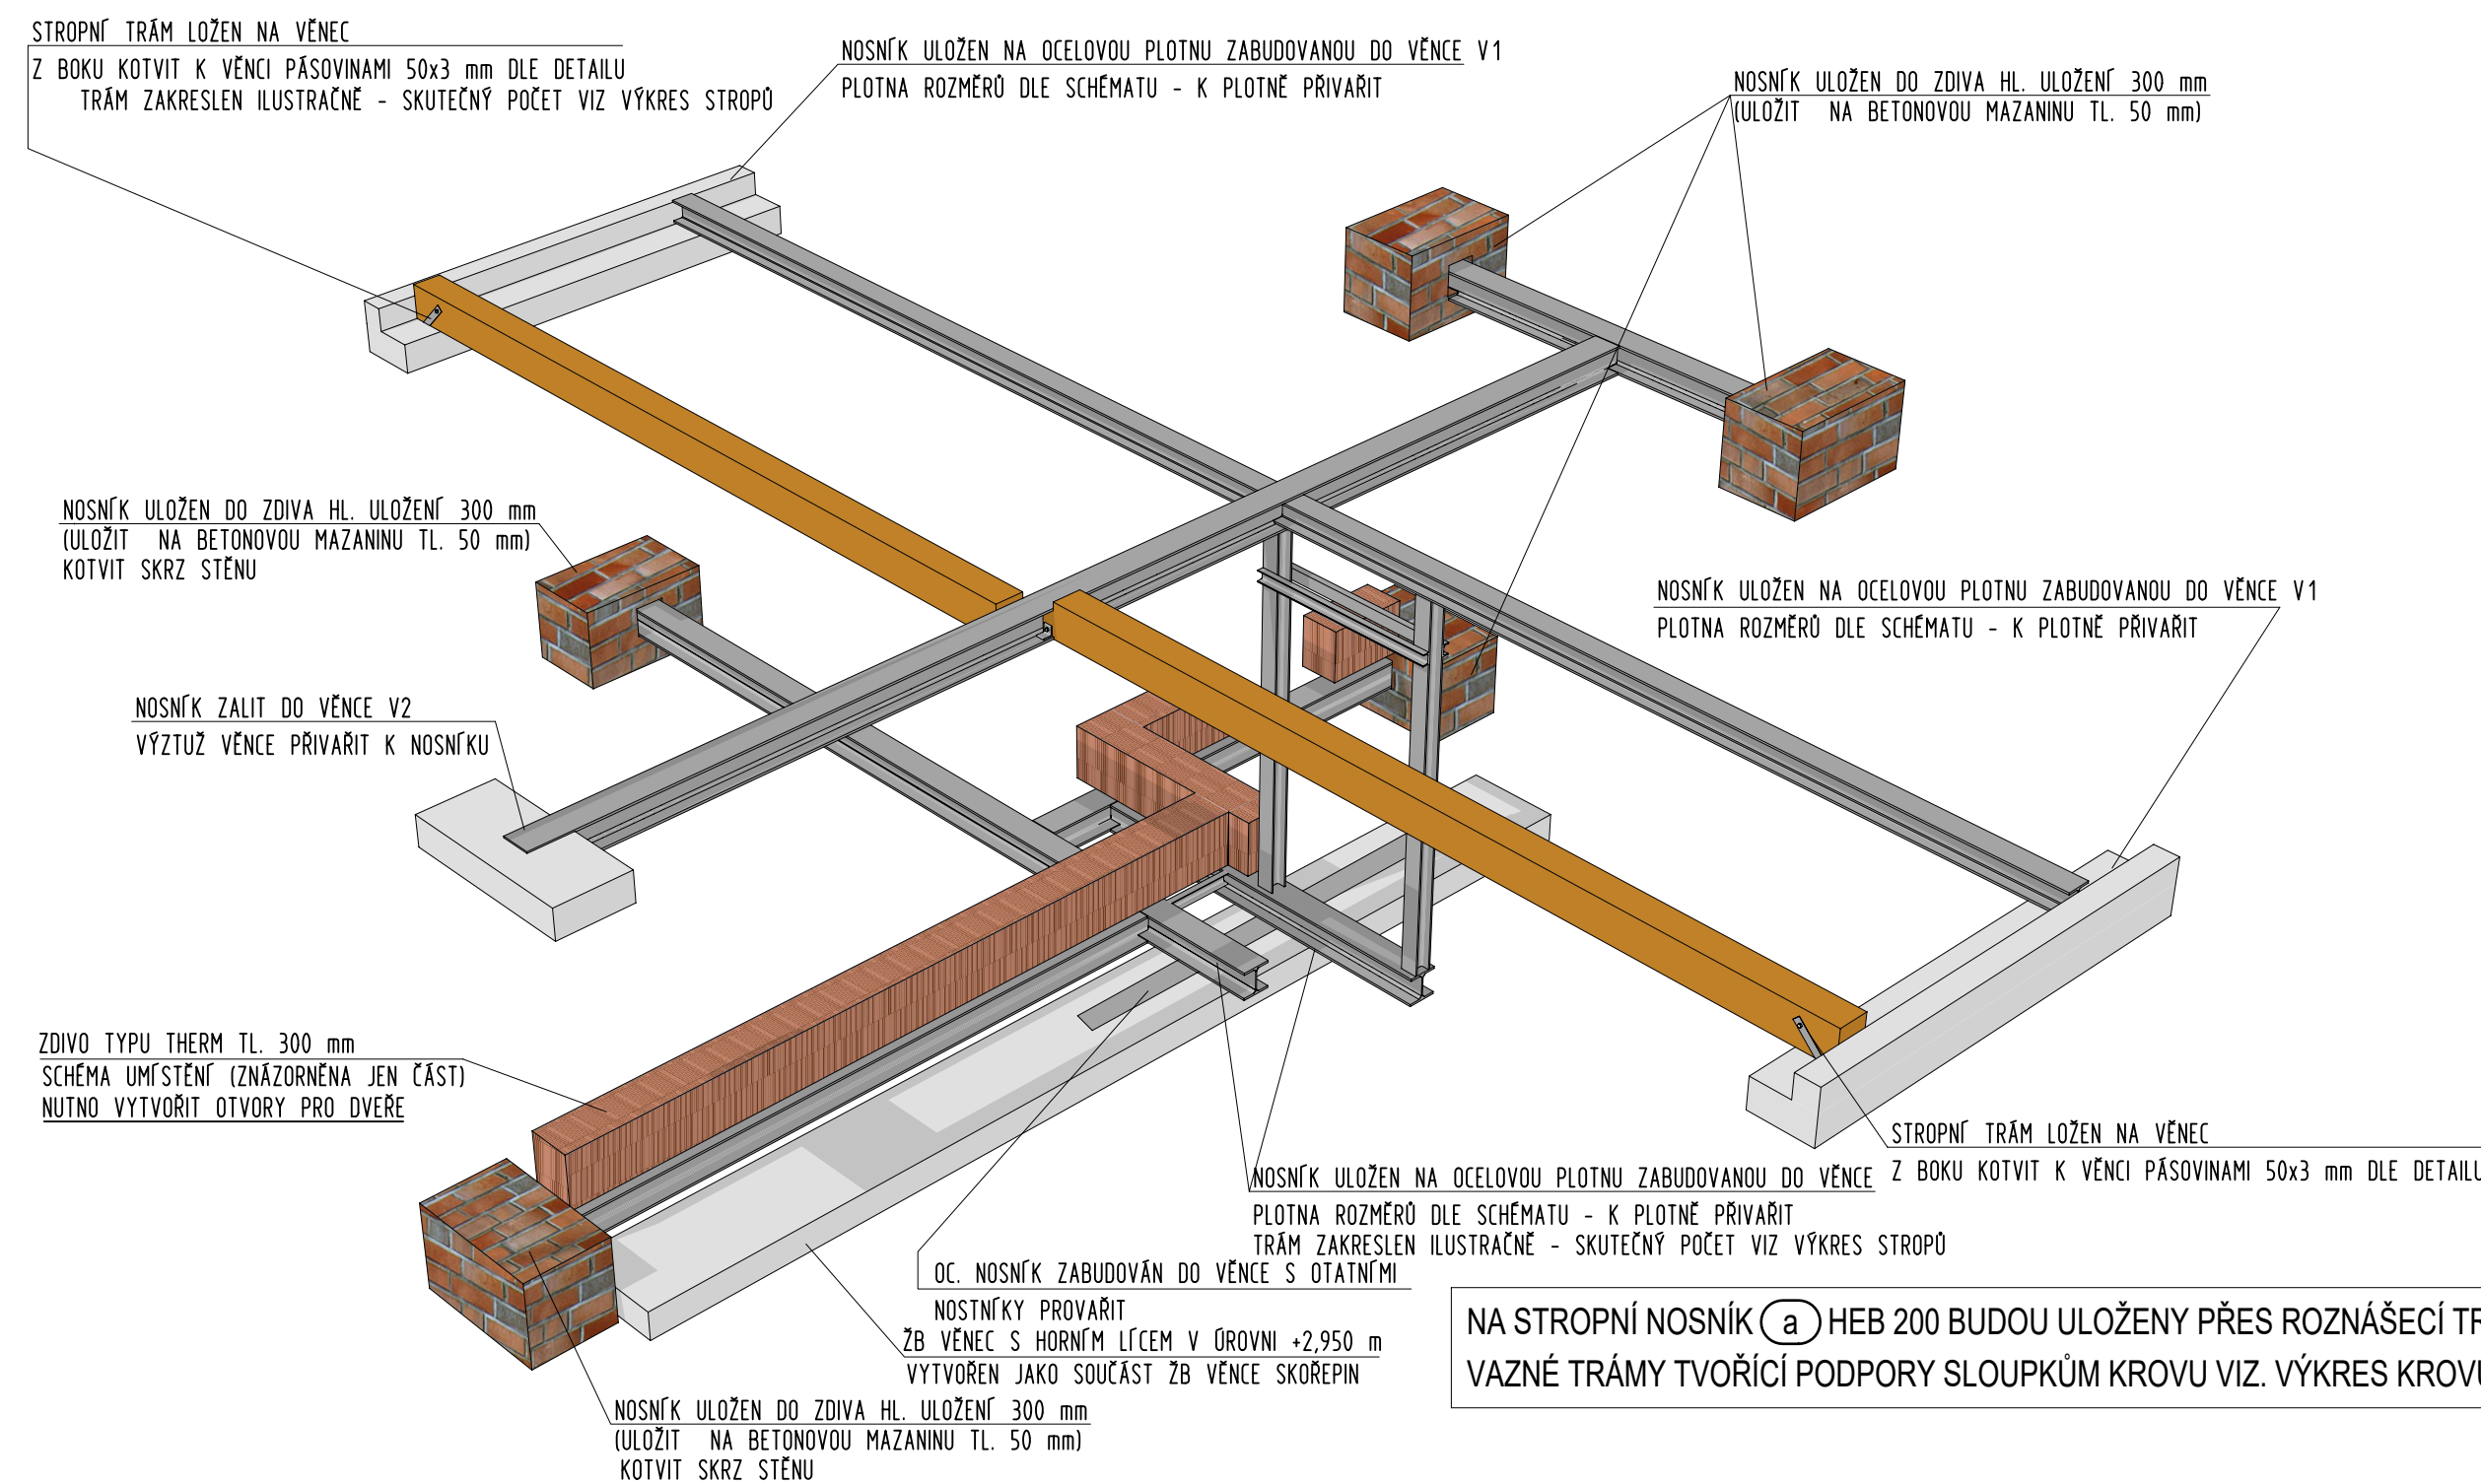 STROPNÍ TRÁM LOŽEN NA VĚNEC
Z BOKU KOTVIT K VĚNCI PÁSOVINAMI 50x3 mm DLE DETAILU
TRÁM ZAKRESLEN ILUSTRAČNĚ - SKUTEČNÝ POČET VIZ VÝKRES STROPŮ
NOSNÍK ULOŽEN NA OCELOVOU PLOTNU ZABUDOVANOU DO VĚNCE V1
PLOTNA ROZMĚRŮ DLE SCHÉMATU - K PLOTNĚ PŘIVAŘIT
NOSNÍK ULOŽEN DO ZDIVA HL. ULOŽENÍ 300 mm
(ULOŽIT NA BETONOVOU MAZANINU TL. 50 mm)
NOSNÍK ULOŽEN DO ZDIVA HL. ULOŽENÍ 300 mm
(ULOŽIT NA BETONOVOU MAZANINU TL. 50 mm)
KOTVIT SKRZ STĚNU
NOSNÍK ULOŽEN NA OCELOVOU PLOTNU ZABUDOVANOU DO VĚNCE V1
PLOTNA ROZMĚRŮ DLE SCHÉMATU - K PLOTNĚ PŘIVAŘIT
NOSNÍK ZALIT DO VĚNCE V2
VÝZTUŽ VĚNCE PŘIVAŘIT K NOSNÍKU
ZDIVO TYPU THERM TL. 300 mm
SCHÉMA UMÍSTĚNÍ (ZNÁZORNĚNA JEN ČÁST)
NUTNO VYTVOŘIT OTVORY PRO DVEŘE
STROPNÍ TRÁM LOŽEN NA VĚNEC
Z BOKU KOTVIT K VĚNCI PÁSOVINAMI 50x3 mm DLE DETAILU
NOSNÍK ULOŽEN NA OCELOVOU PLOTNU ZABUDOVANOU DO VĚNCE
PLOTNA ROZMĚRŮ DLE SCHÉMATU - K PLOTNĚ PŘIVAŘIT
TRÁM ZAKRESLEN ILUSTRAČNĚ - SKUTEČNÝ POČET VIZ VÝKRES STROPŮ
OC. NOSNÍK ZABUDOVÁN DO VĚNCE S OTATNÍMI
NOSTNÍKY PROVAŘIT
ŽB VĚNEC S HORNÍM LÍCEM V ÚROVNI +2,950 m
VYTVOŘEN JAKO SOUČÁST ŽB VĚNCE SKOŘEPIN
NA STROPNÍ NOSNÍK a HEB 200 BUDOU ULOŽENY PŘES ROZNÁŠECÍ
VAZNÉ TRÁMY TVOŘÍCÍ PODPORY SLOUPKŮM KROVU VIZ. VÝKRES KROVU
NOSNÍK ULOŽEN DO ZDIVA HL. ULOŽENÍ 300 mm
(ULOŽIT NA BETONOVOU MAZANINU TL. 50 mm)
KOTVIT SKRZ STĚNU